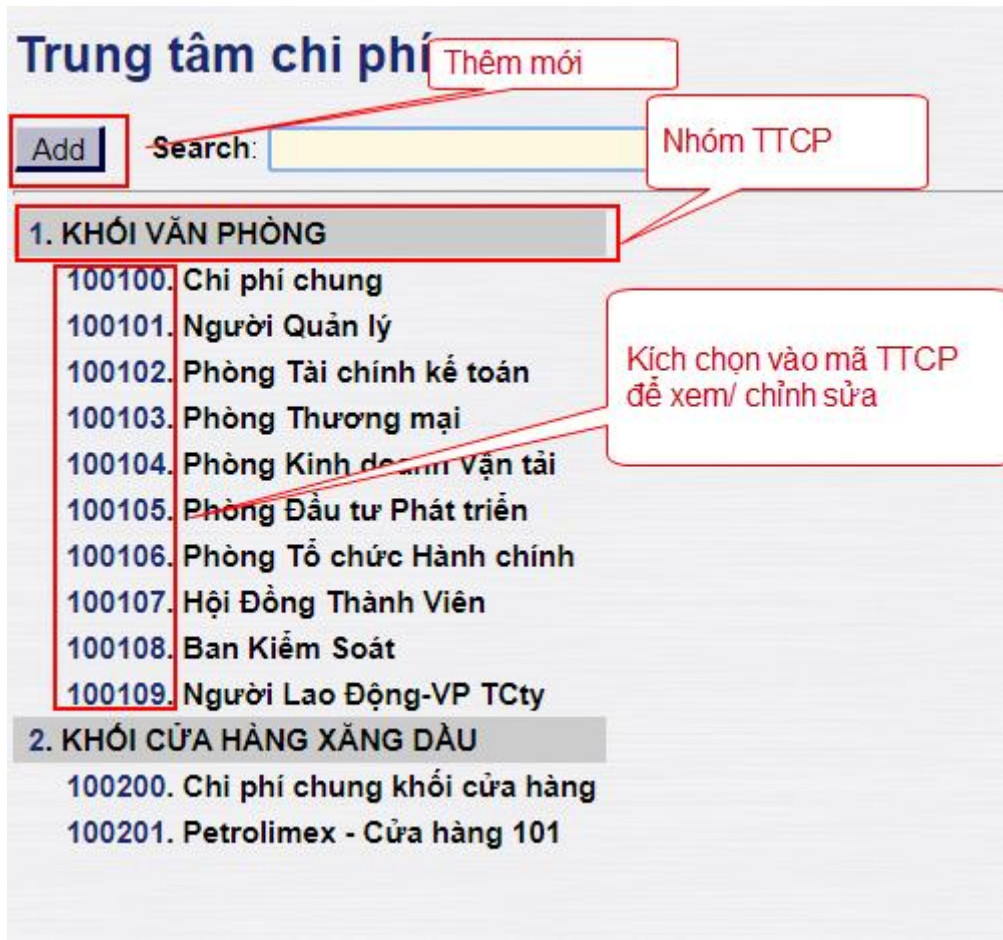 Trung tâm chi phí
Thêm mới
Add Search:
Nhóm TTCP
1. KHỐI VĂN PHÒNG
100100. Chi phí chung
100101. Người Quản lý
100102. Phòng Tài chính kế toán
100103. Phòng Thương mại
100104. Phòng Kinh doanh Vận tải
100105. Phòng Đầu tư Phát triển
100106. Phòng Tổ chức Hành chính
100107. Hội Đồng Thành Viên
100108. Ban Kiểm Soát
100109. Người Lao Động-VP TCty
Kích chọn vào mã TTCP
để xem/ chỉnh sửa
2. KHỐI CỬA HÀNG XĂNG DẦU
100200. Chi phí chung khối cửa hàng
100201. Petrolimex - Cửa hàng 101